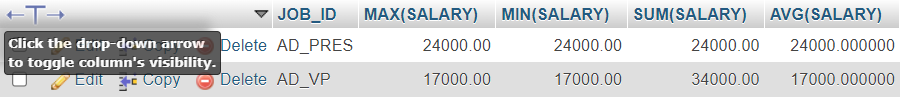 JOB_ID MAX(SALARY) MIN(SALARY) SUM(SALARY) AVG(SALARY)
Click the drop-down arrow
to toggle column's visibility.
Delete AD_PRES 24000.00 24000.00 24000.00 24000.000000
Edit Copy Delete AD_VP 17000.00 17000.00 34000.00 17000.000000